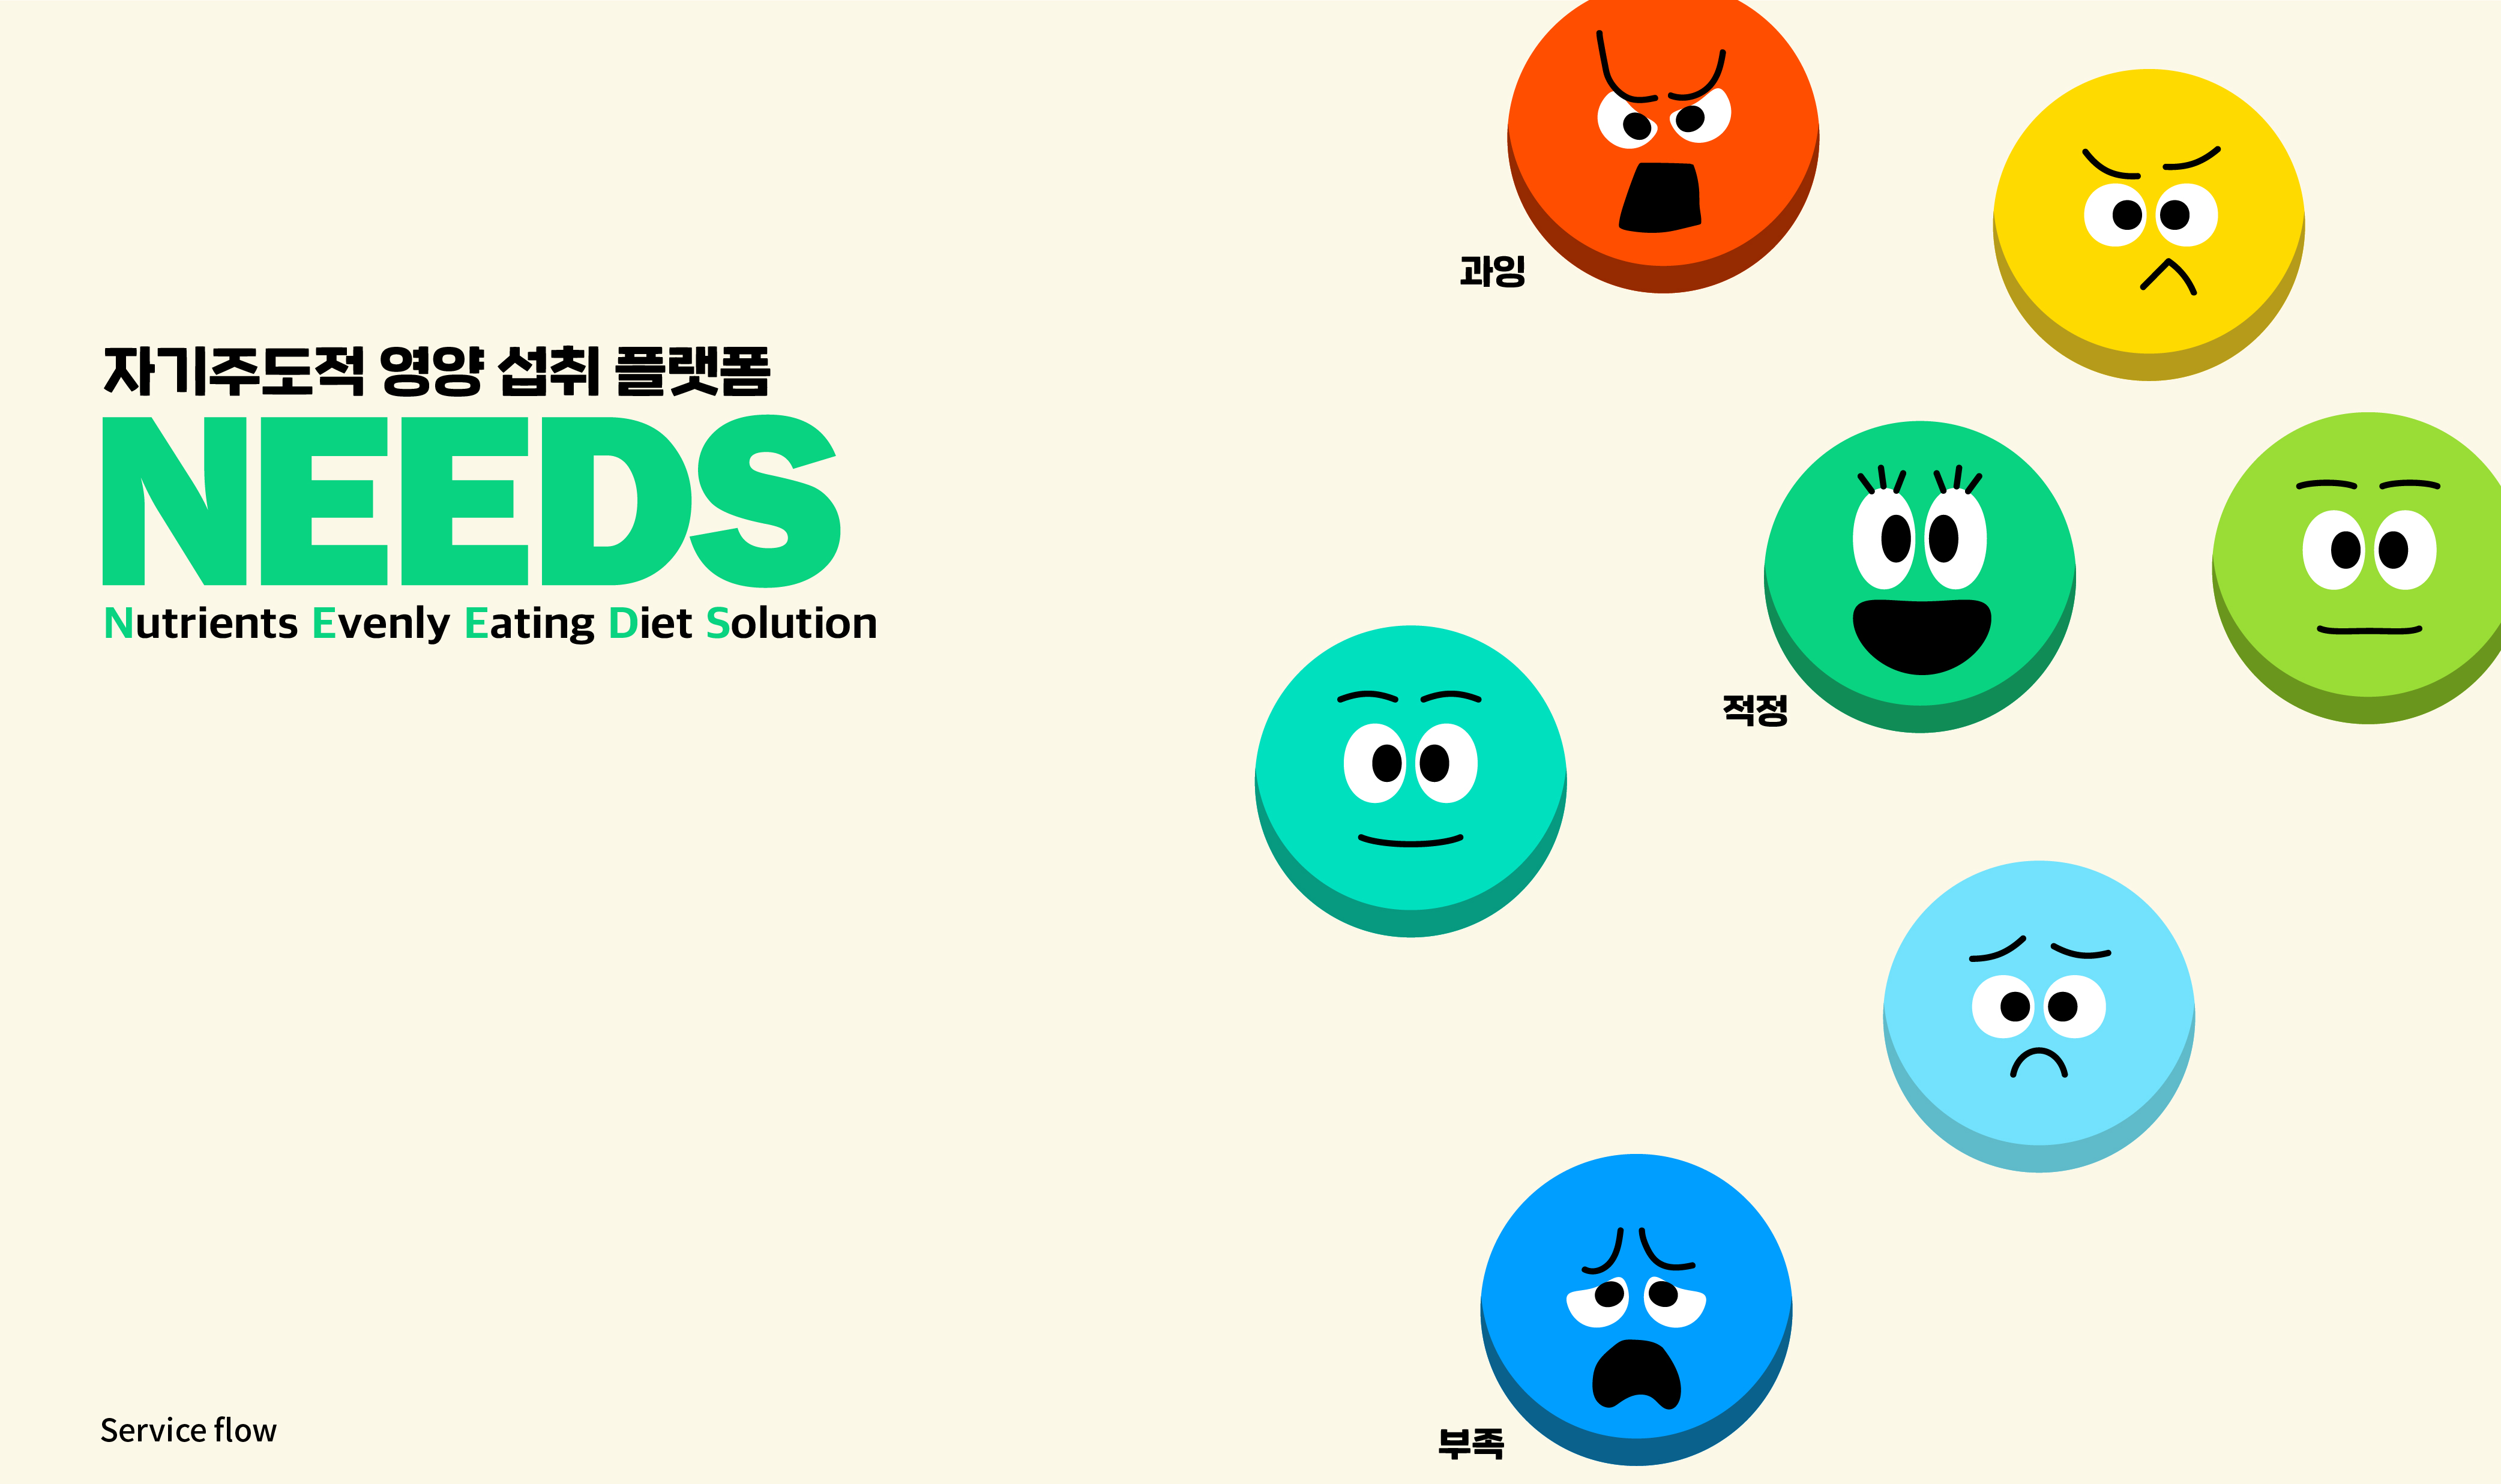 자기주도적 영양 섭취 플랫폼
NEEDS
Nutrients Evenly Eating Diet Solution
과잉
적정
부족
Service flow